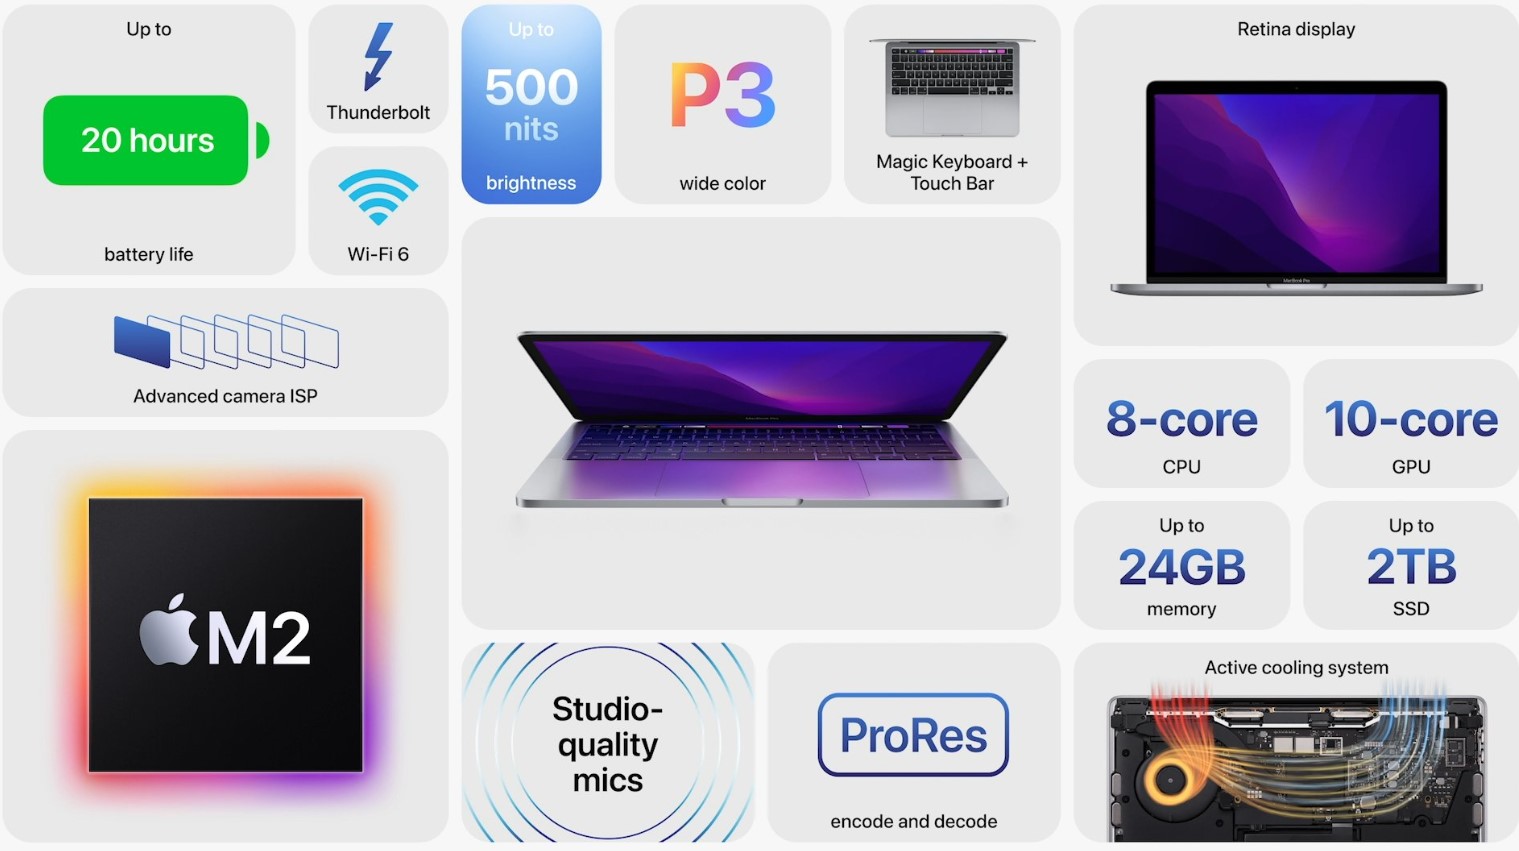 Up to
20 hours
battery life
Thunderbolt
Wi-Fi 6
Up to
500
nits
brightness
P3
wide color
Magic Keyboard +
Touch Bar
Retina display
MacBook Pro
Advanced camera ISP
M2
8-core
CPU
10-core
GPU
Up to
24GB
memory
Up to
2TB
SSD
Studio-
quality
mics
ProRes
encode and decode
Active cooling system